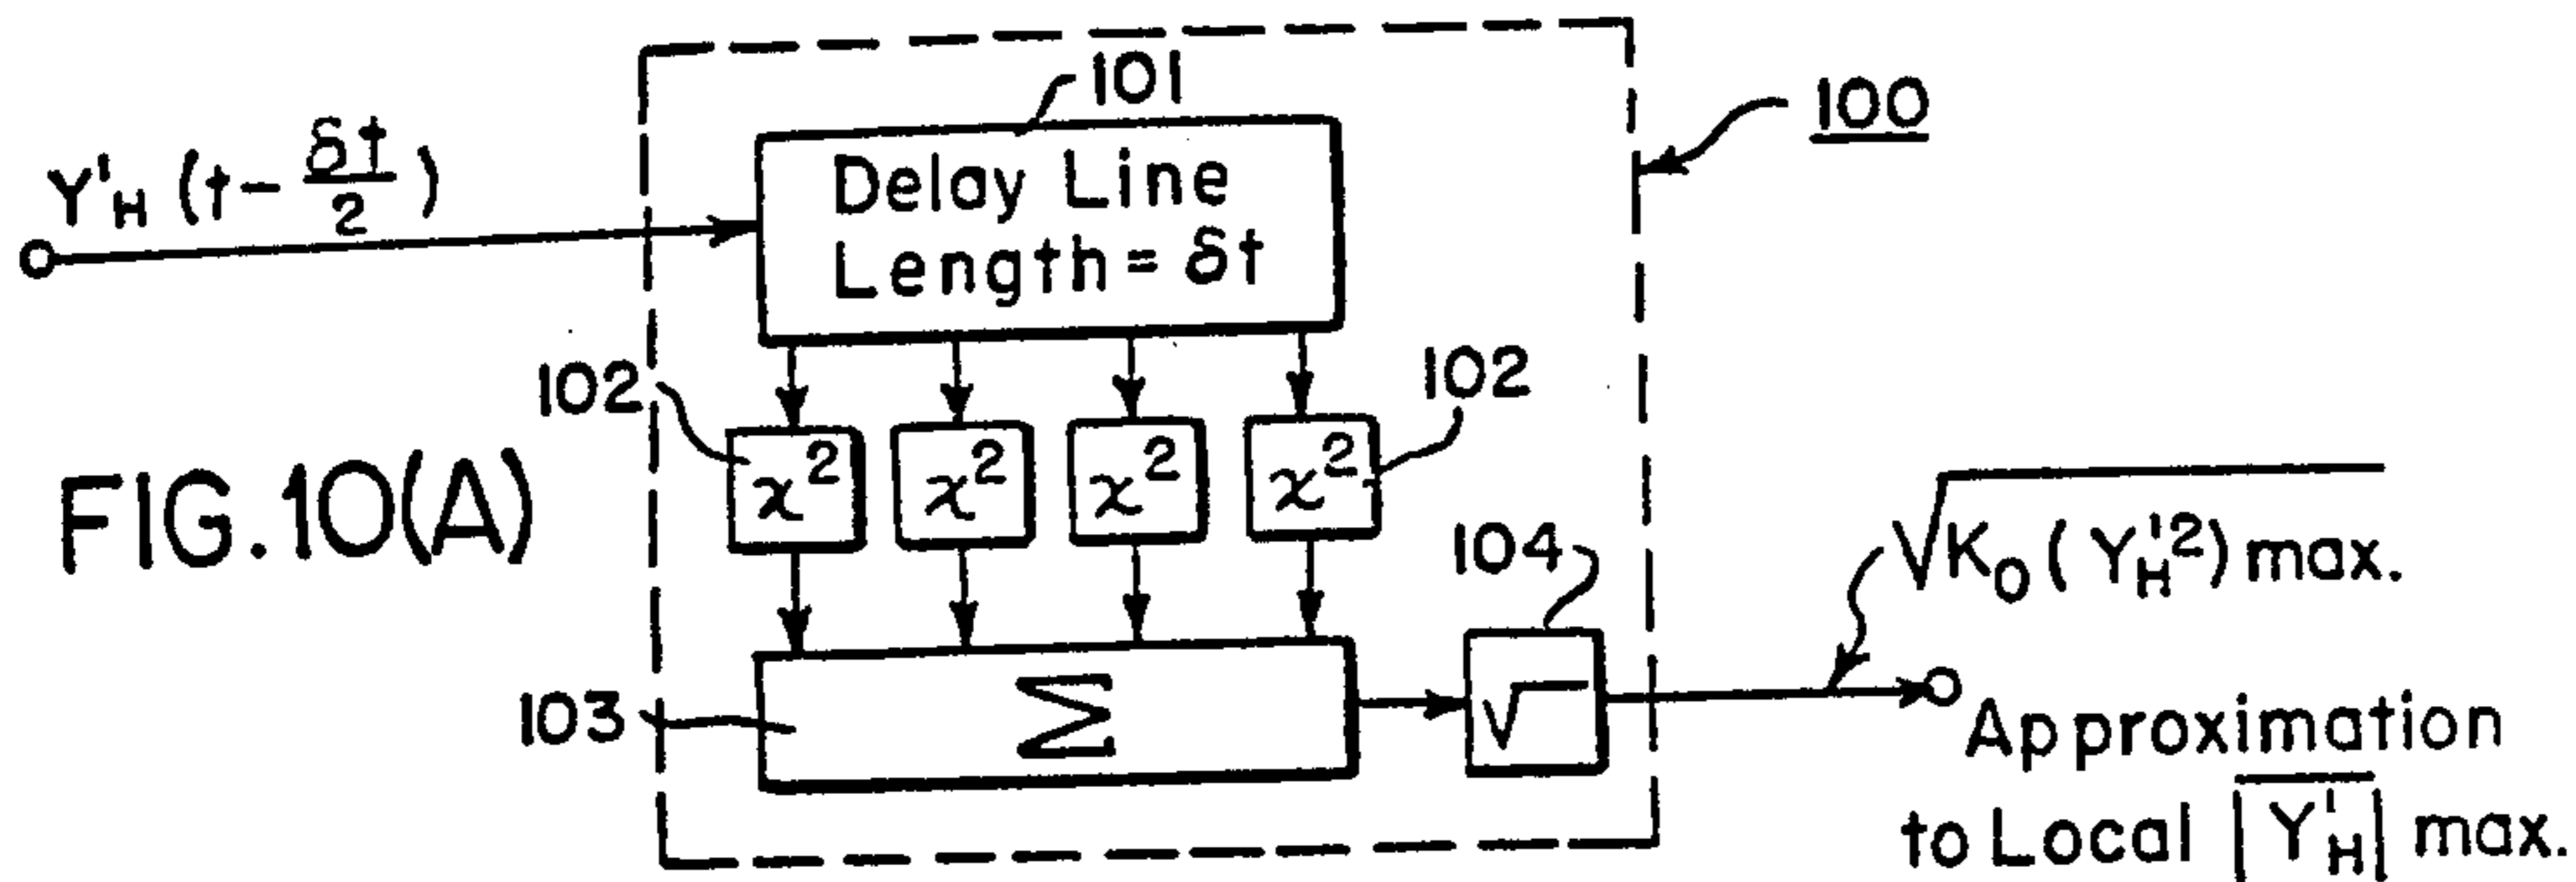 101
100
Y'H (t - δt/2)
Delay Line
Length = δt
102
102
x² x² x² x²
FIG.10(A)
104
√K₀(Y'H²) max.
103
Σ
√
Approximation
to Local |Y'H| max.